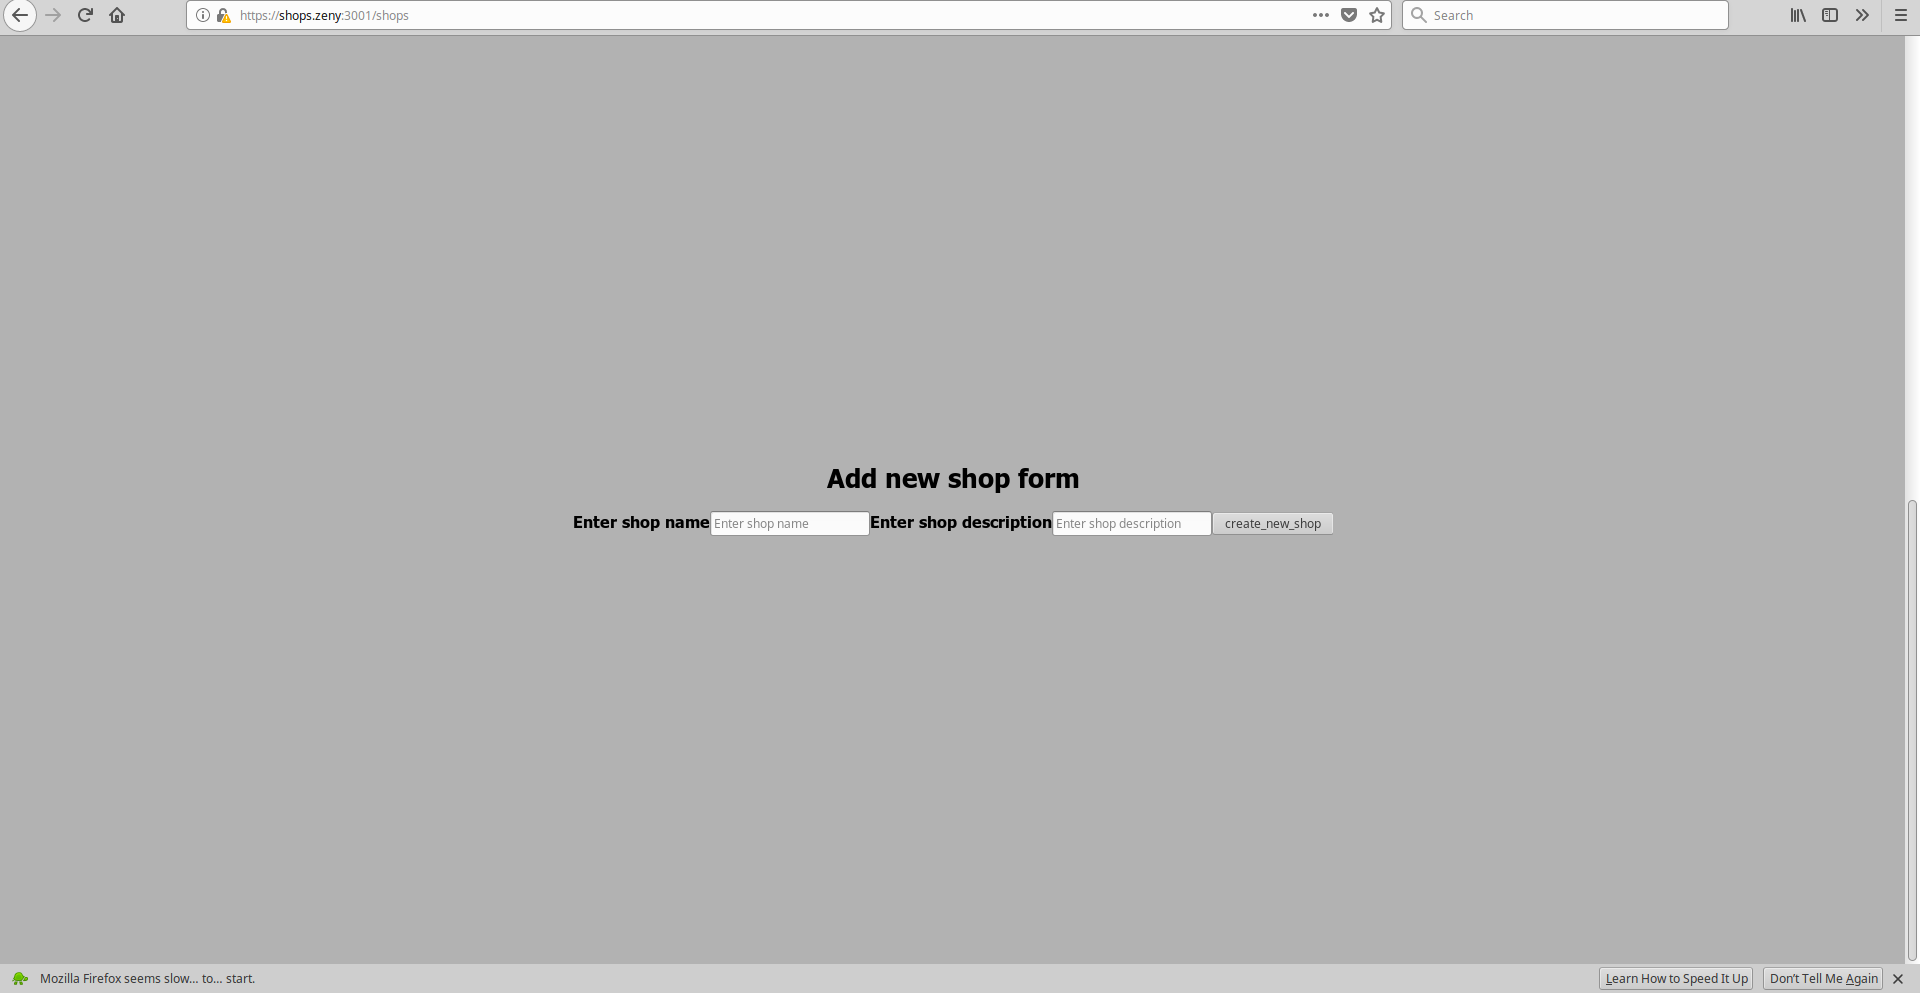 https://shops.zeny:3001/shops
Search
Add new shop form
Enter shop name Enter shop name Enter shop description Enter shop description create_new_shop
Mozilla Firefox seems slow... to... start.
Learn How to Speed It Up
Don't Tell Me Again